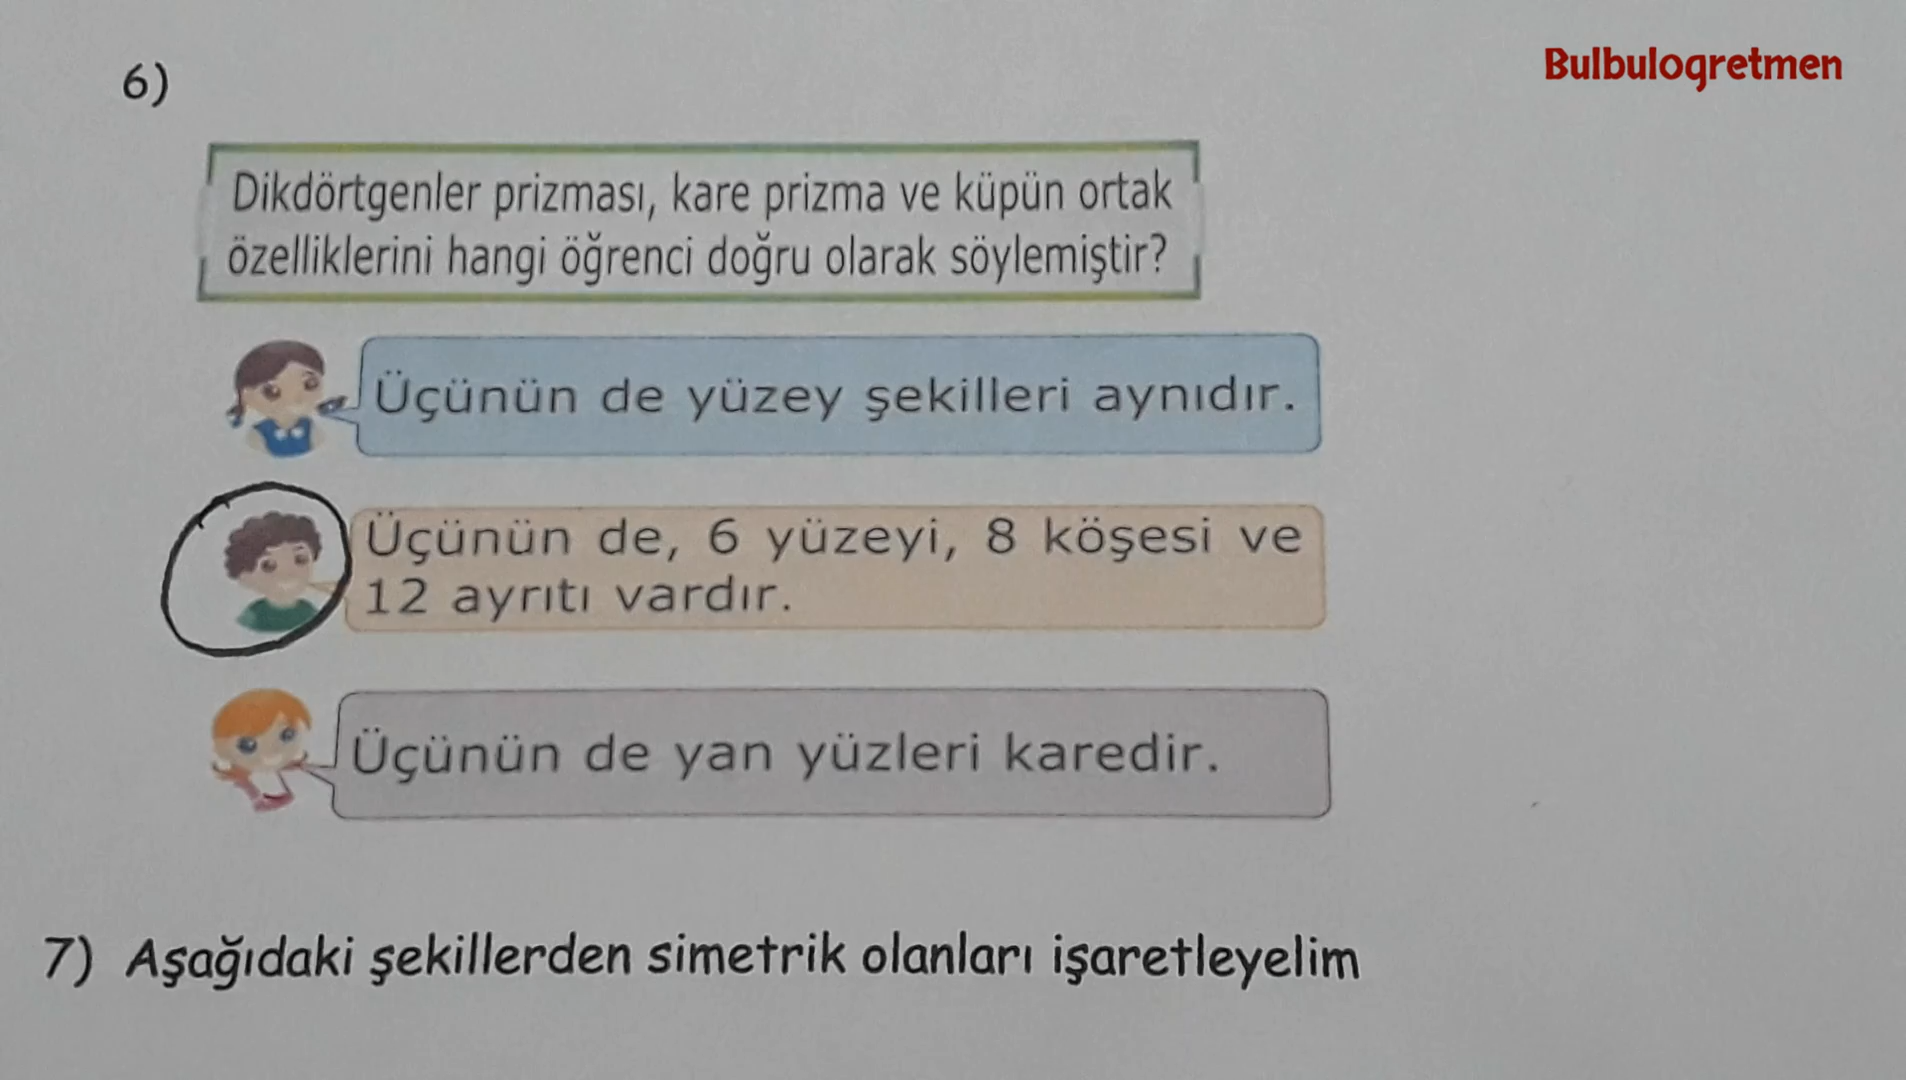 Bulbulogretmen
6)
Dikdörtgenler prizması, kare prizma ve küpün ortak
özelliklerini hangi öğrenci doğru olarak söylemiştir?
Üçünün de yüzey şekilleri aynıdır.
Üçünün de, 6 yüzeyi, 8 köşesi ve
12 ayrıtı vardır.
Üçünün de yan yüzleri karedir.
7) Aşağıdaki şekillerden simetrik olanları işaretleyelim